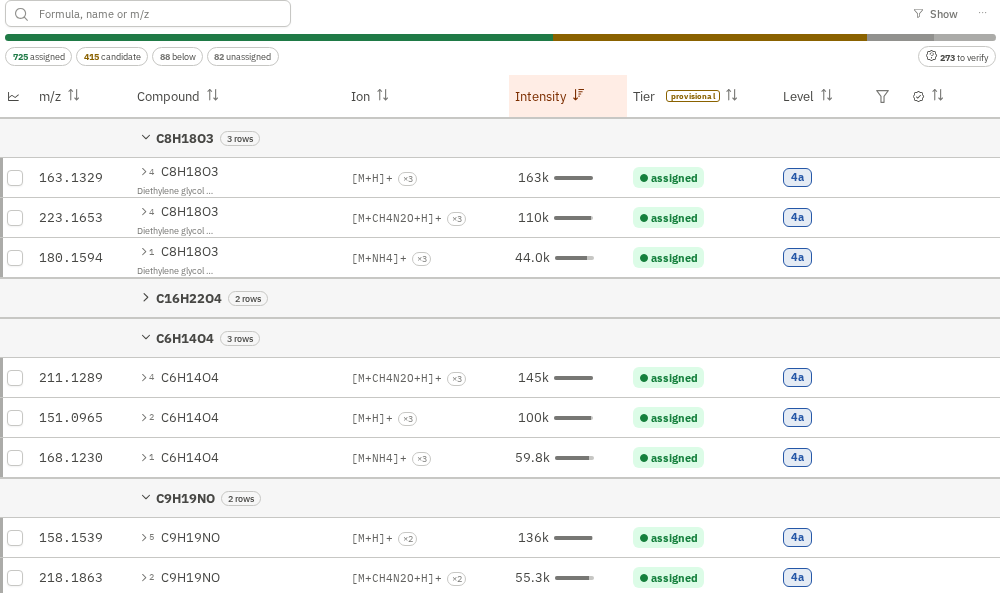 Formula, name or m/z
Show ...
725 assigned 415 candidate 88 below 82 unassigned 273 to verify
m/z Compound Ion Intensity Tier provisional Level
C8H18O3 3 rows
163.1329 4 C8H18O3 [M+H]+ ×3 163k assigned 4a
Diethylene glycol ...
223.1653 4 C8H18O3 [M+CH4N2O+H]+ ×3 110k assigned 4a
Diethylene glycol ...
180.1594 1 C8H18O3 [M+NH4]+ ×3 44.0k assigned 4a
Diethylene glycol ...
C16H22O4 2 rows
C6H14O4 3 rows
211.1289 4 C6H14O4 [M+CH4N2O+H]+ ×3 145k assigned 4a
151.0965 2 C6H14O4 [M+H]+ ×3 100k assigned 4a
168.1230 1 C6H14O4 [M+NH4]+ ×3 59.8k assigned 4a
C9H19NO 2 rows
158.1539 5 C9H19NO [M+H]+ ×2 136k assigned 4a
218.1863 2 C9H19NO [M+CH4N2O+H]+ ×2 55.3k assigned 4a